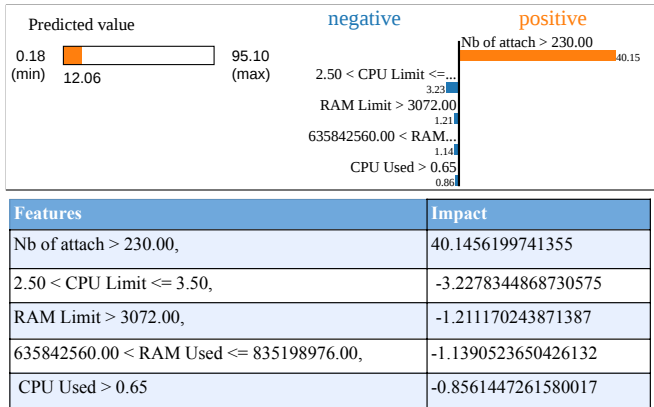 Predicted value
negative
positive
0.18
(min)
12.06
95.10
(max)
Nb of attach > 230.00
40.15
2.50 < CPU Limit <=...
3.23
RAM Limit > 3072.00
1.21
635842560.00 < RAM...
1.14
CPU Used > 0.65
0.86
Features Impact
Nb of attach > 230.00, 40.1456199741355
2.50 < CPU Limit <= 3.50, -3.2278344868730575
RAM Limit > 3072.00, -1.211170243871387
635842560.00 < RAM Used <= 835198976.00, -1.1390523650426132
CPU Used > 0.65 -0.8561447261580017